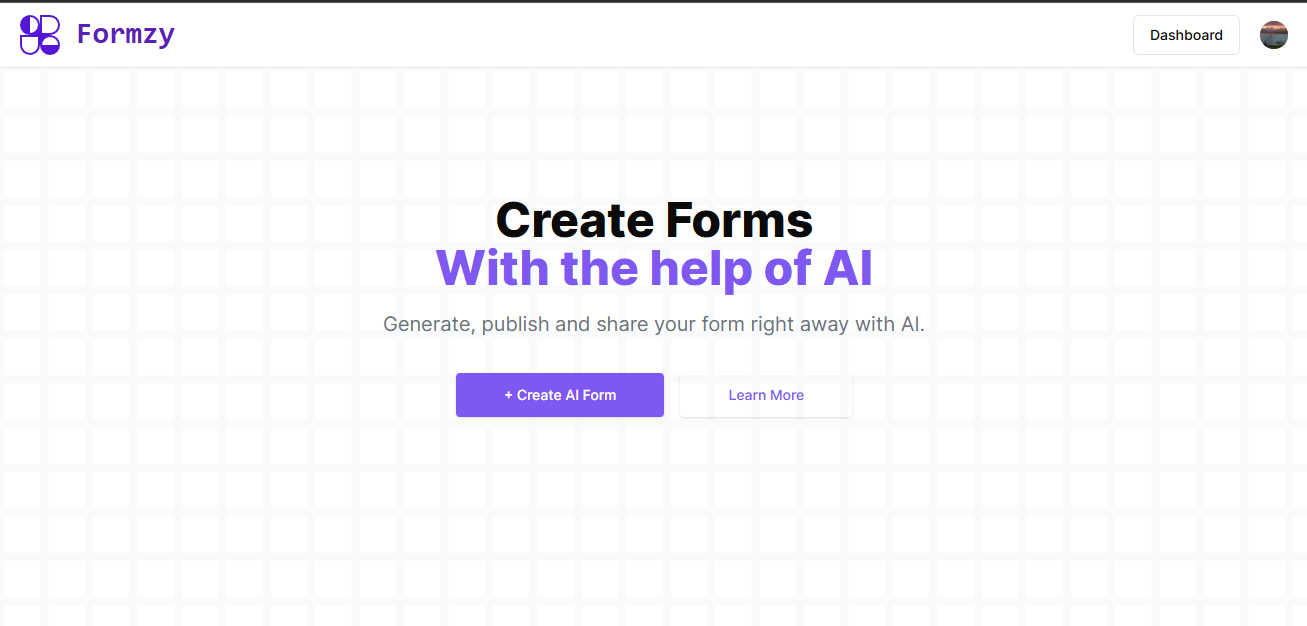 Formzy
Dashboard
Create Forms
With the help of AI
Generate, publish and share your form right away with AI.
+ Create AI Form
Learn More